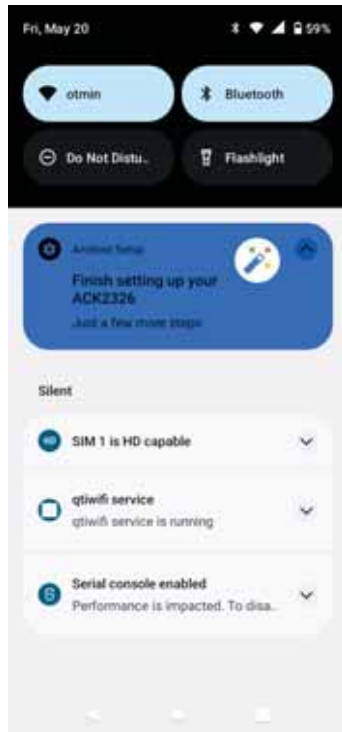 Fri, May 20
59%
otmin
Bluetooth
Do Not Distu..
Flashlight
Android Setup
Finish setting up your
ACK2326
Just a few more steps
Silent
HD
SIM 1 is HD capable
qtiwifi service
qtiwifi service is running
Serial console enabled
Performance is impacted. To disa..